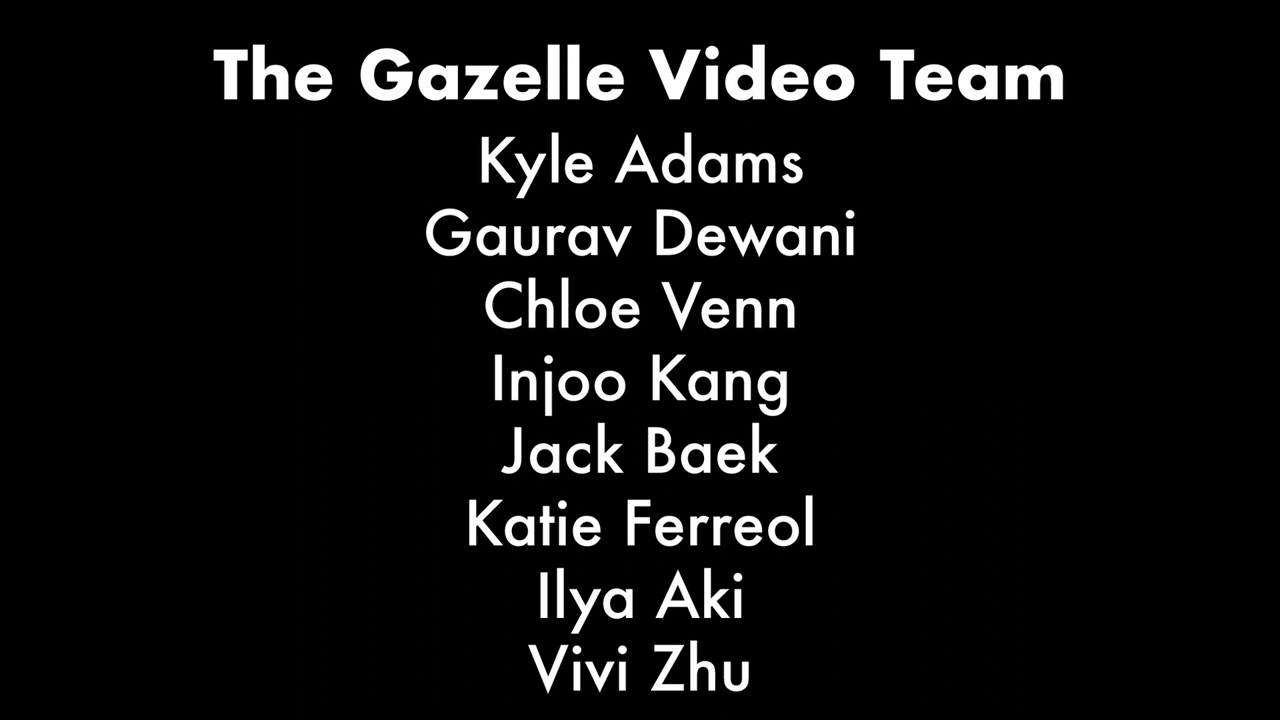 The Gazelle Video Team
Kyle Adams
Gaurav Dewani
Chloe Venn
Injoo Kang
Jack Baek
Katie Ferreol
Ilya Aki
Vivi Zhu